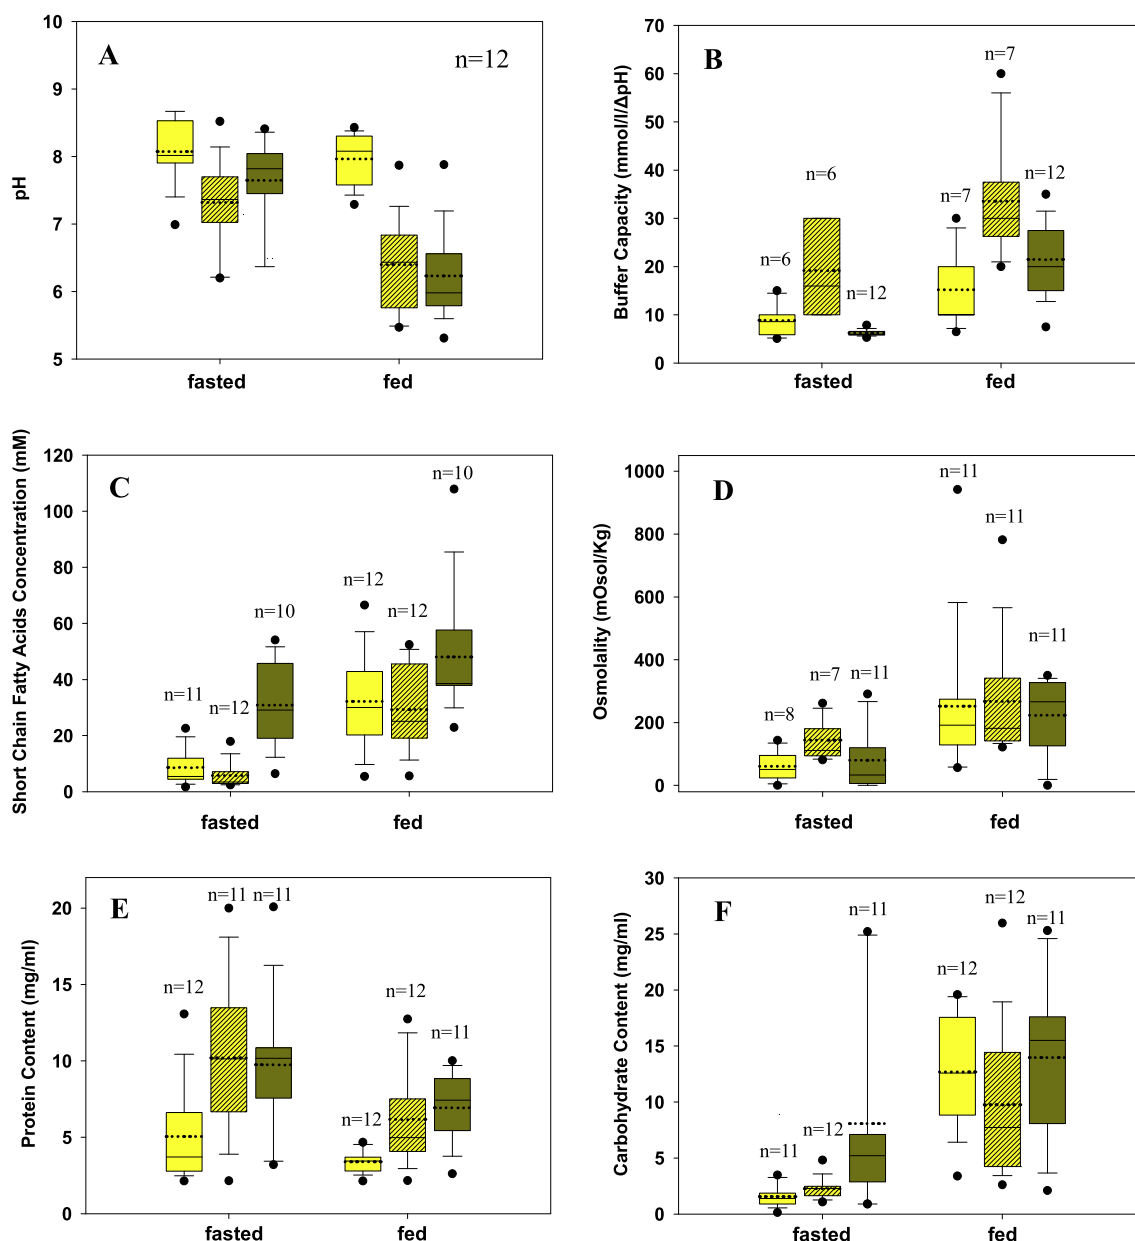 A
n=12
pH
10
9
8
7
6
5
fasted
fed
B
n=6
n=6
n=12
n=7
n=7
n=12
Buffer Capacity (mmol/l/ΔpH)
70
60
50
40
30
20
10
0
fasted
fed
C
n=11
n=12
n=10
n=12
n=12
n=10
Short Chain Fatty Acids Concentration (mM)
120
100
80
60
40
20
0
fasted
fed
D
n=8
n=7
n=11
n=11
n=11
n=11
Osmolality (mOsol/Kg)
1000
800
600
400
200
0
fasted
fed
E
n=12
n=11
n=11
n=12
n=12
n=11
Protein Content (mg/ml)
20
15
10
5
0
fasted
fed
F
n=11
n=12
n=11
n=12
n=12
n=11
Carbohydrate Content (mg/ml)
30
25
20
15
10
5
0
fasted
fed